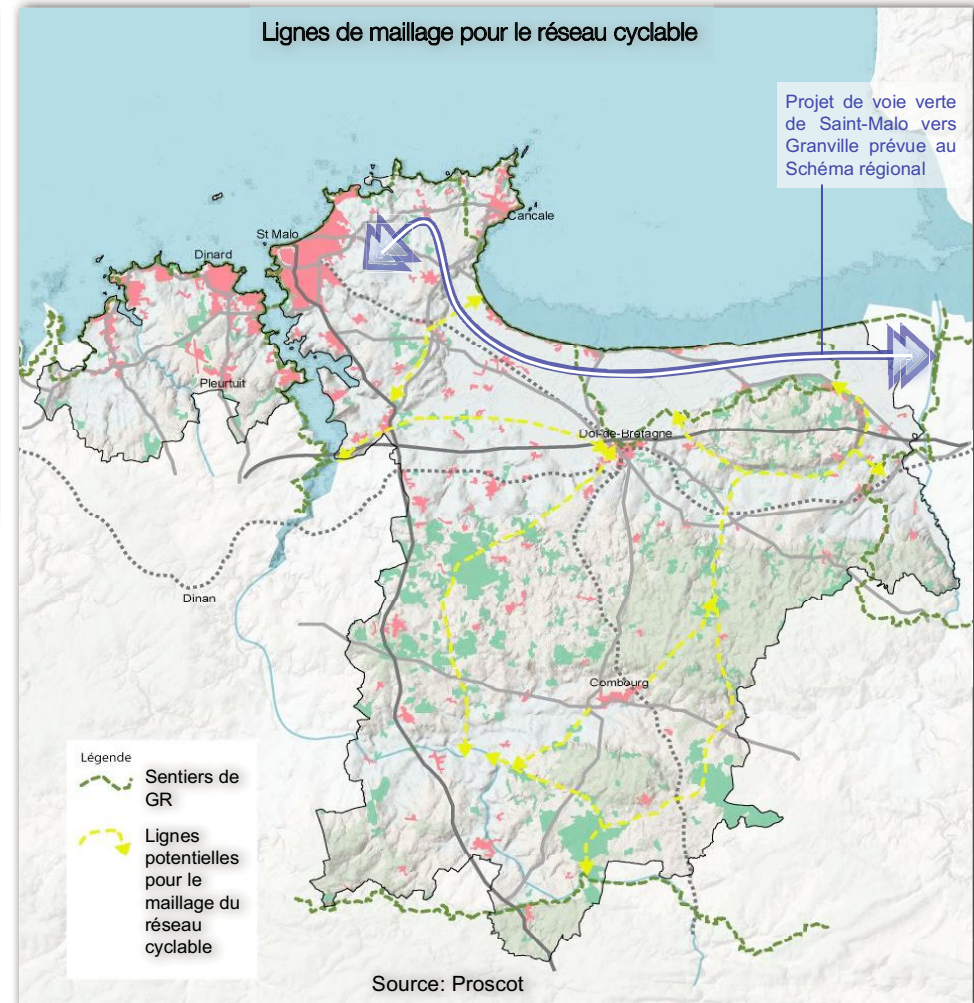 Lignes de maillage pour le réseau cyclable
Projet de voie verte
de Saint-Malo vers
Granville prévue au
Schéma régional
Cancale
St Malo
Dinard
Pleurtuit
Dol-de-Bretagne
Dinan
Combourg
Légende
Sentiers de
GR
Lignes
potentielles
pour le
maillage du
réseau
cyclable
Source: Proscot